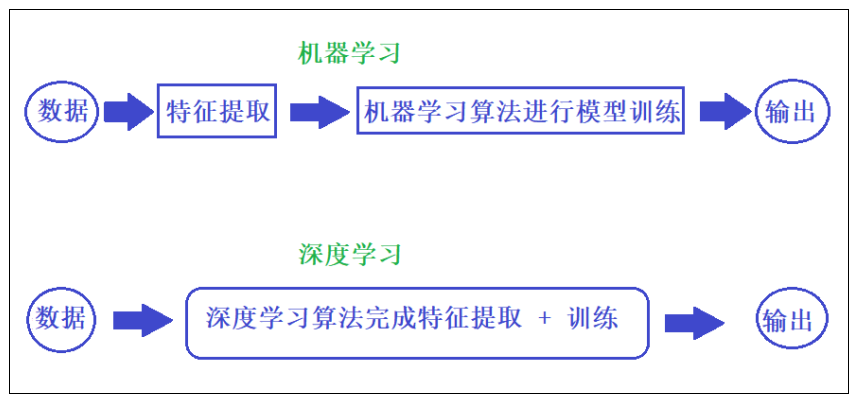 机器学习
数据 特征提取 机器学习算法进行模型训练 输出
深度学习
数据 深度学习算法完成特征提取 + 训练 输出